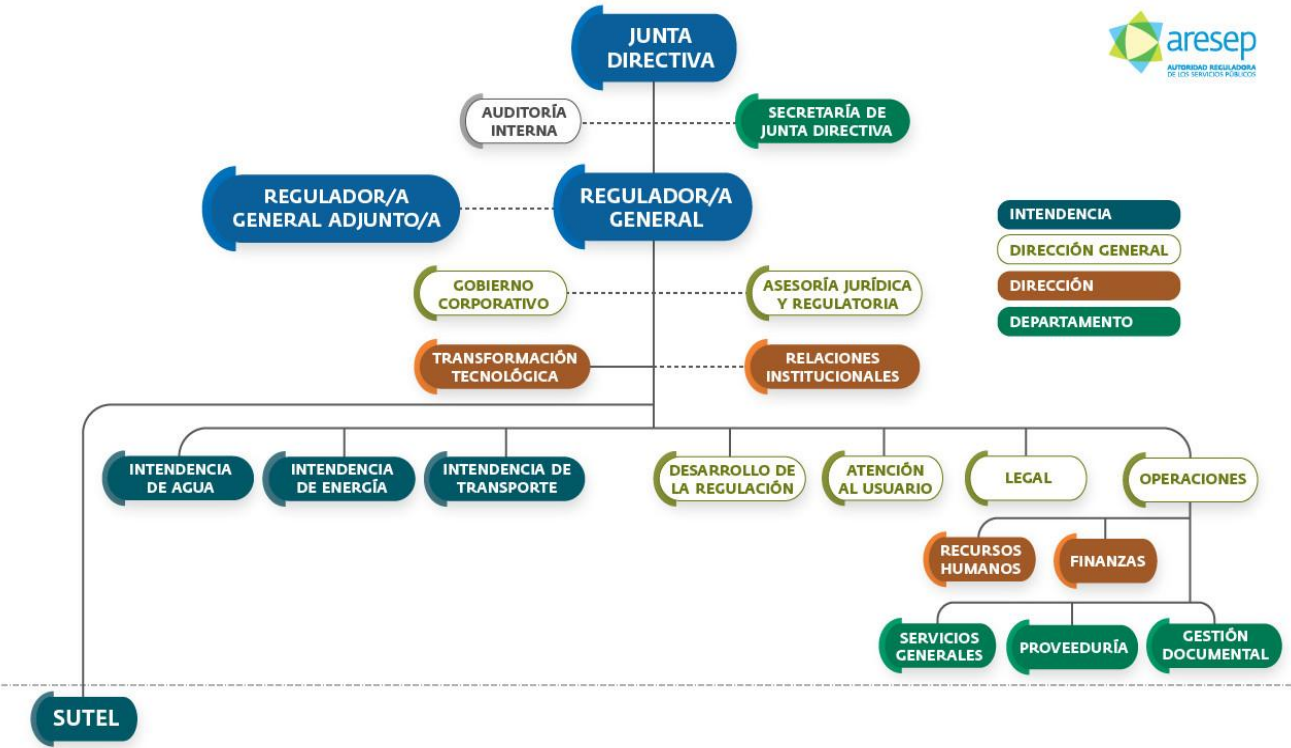 JUNTA
DIRECTIVA
aresep
AUTORIDAD REGULADORA
DE LOS SERVICIOS PÚBLICOS
AUDITORÍA
INTERNA
SECRETARÍA DE
JUNTA DIRECTIVA
REGULADOR/A
GENERAL ADJUNTO/A
REGULADOR/A
GENERAL
INTENDENCIA
DIRECCIÓN GENERAL
DIRECCIÓN
DEPARTAMENTO
GOBIERNO
CORPORATIVO
ASESORÍA JURÍDICA
Y REGULATORIA
TRANSFORMACIÓN
TECNOLÓGICA
RELACIONES
INSTITUCIONALES
INTENDENCIA
DE AGUA
INTENDENCIA
DE ENERGÍA
INTENDENCIA DE
TRANSPORTE
DESARROLLO DE
LA REGULACIÓN
ATENCIÓN
AL USUARIO
LEGAL
OPERACIONES
RECURSOS
HUMANOS
FINANZAS
SERVICIOS
GENERALES
PROVEEDURÍA
GESTIÓN
DOCUMENTAL
SUTEL